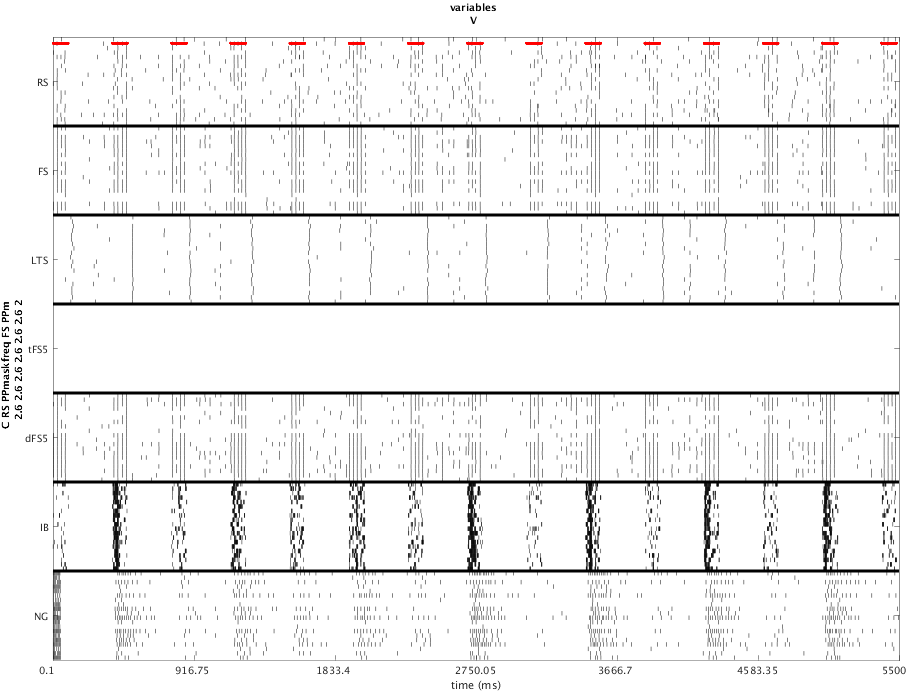 variables
V
RS
FS
LTS
tFS5
dFS5
IB
NG
C RS PPmaskfreq FS PPm
2.6 2.6 2.6 2.6 2.6 2.6 2
0.1
916.75
1833.4
2750.05
3666.7
4583.35
5500
time (ms)